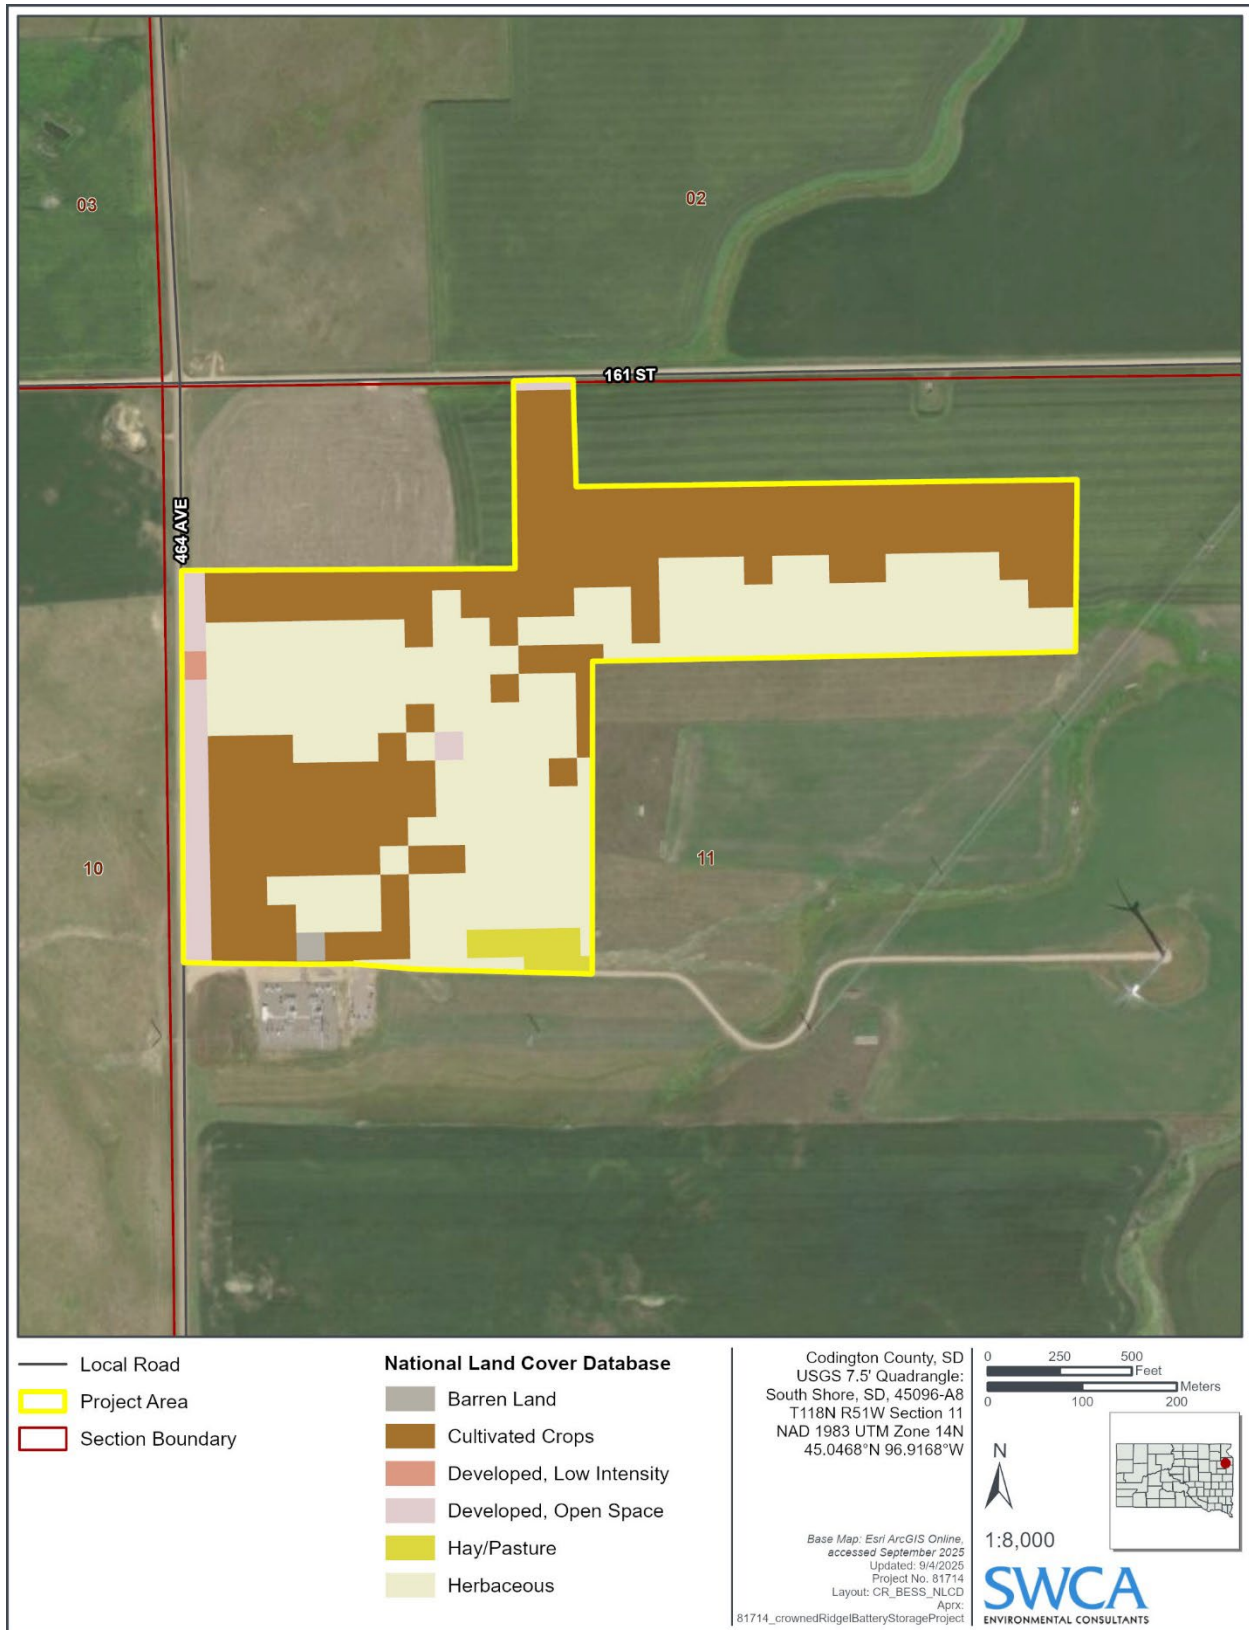 03
02
161 ST
464 AVE
10
11
Local Road
Project Area
Section Boundary
National Land Cover Database
Barren Land
Cultivated Crops
Developed, Low Intensity
Developed, Open Space
Hay/Pasture
Herbaceous
Codington County, SD
USGS 7.5' Quadrangle:
South Shore, SD, 45096-A8
T118N R51W Section 11
NAD 1983 UTM Zone 14N
45.0468°N 96.9168°W
Base Map: Esri ArcGIS Online,
accessed September 2025
Updated: 9/4/2025
Project No. 81714
Layout: CR_BESS_NLCD
Aprx:
81714_crownedRidgeIBatteryStorageProject
0 250 500
Feet
Meters
0 100 200
N
1:8,000
SWCA
ENVIRONMENTAL CONSULTANTS